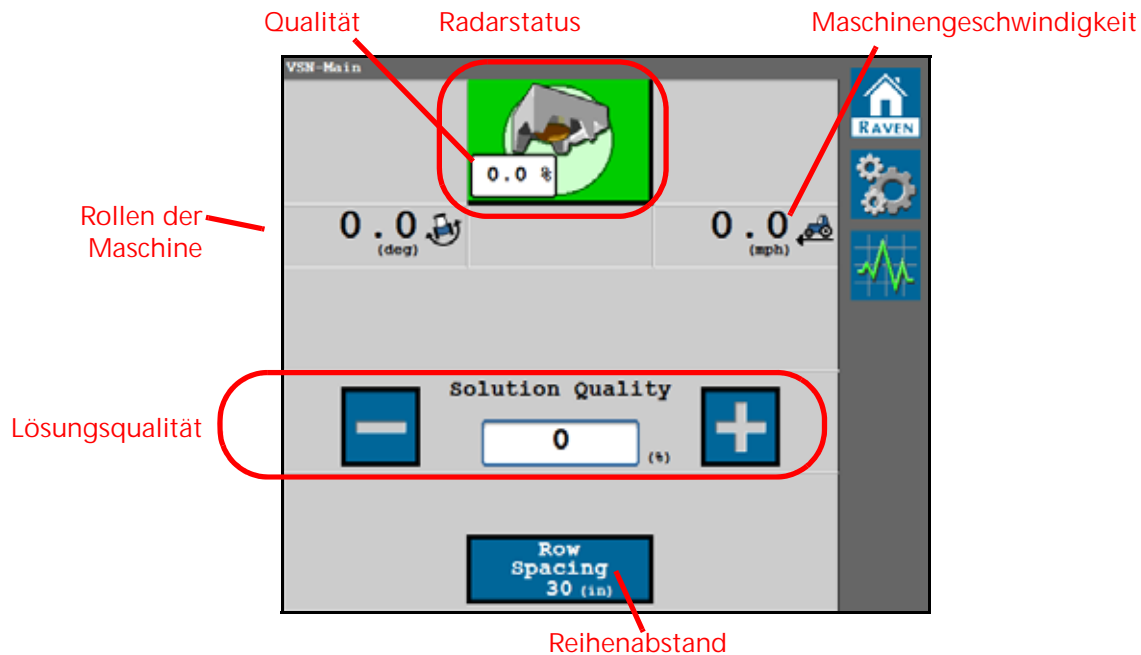 Qualität
Radarstatus
Maschinengeschwindigkeit
VSN-Main
RAVEN
0.0 %
Rollen der
Maschine
0.0
(deg)
0.0
(mph)
Solution Quality
Lösungsqualität
0
(%)
Row
Spacing
30 (in)
Reihenabstand